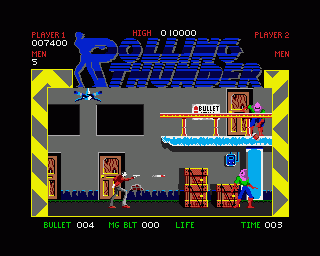 PLAYER 1 HIGH 010000 PLAYER 2
007400
MEN MEN
5
ROLLING
THUNDER
BULLET
BULLET 004 MG BLT 000 LIFE TIME 003